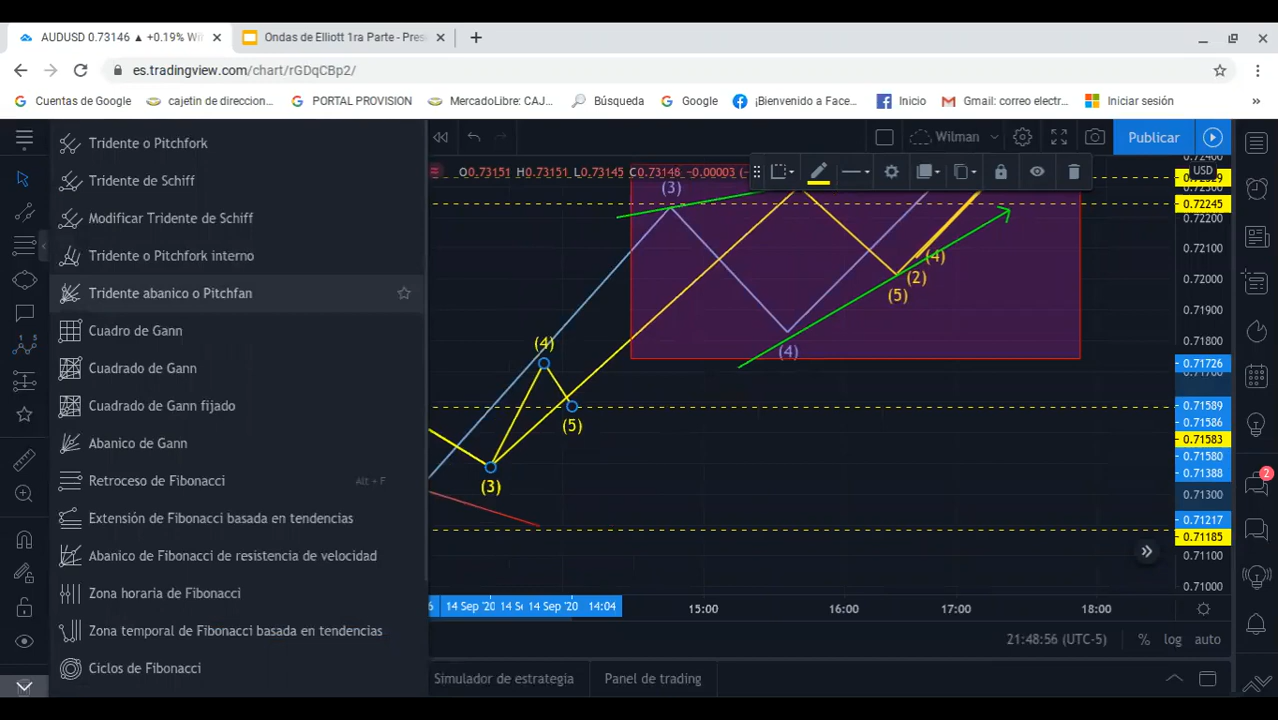 AUDUSD 0.73146 ▲ +0.19% Wi
Ondas de Elliott 1ra Parte - Pres
es.tradingview.com/chart/rGDqCBp2/
Cuentas de Google
cajetin de direccion...
PORTAL PROVISION
MercadoLibre: CAJ...
Búsqueda
Google
¡Bienvenido a Face...
Inicio
Gmail: correo electr...
Iniciar sesión
Tridente o Pitchfork
Tridente de Schiff
Modificar Tridente de Schiff
Tridente o Pitchfork interno
Tridente abanico o Pitchfan
Cuadro de Gann
Cuadrado de Gann
Cuadrado de Gann fijado
Abanico de Gann
Retroceso de Fibonacci Alt + F
Extensión de Fibonacci basada en tendencias
Abanico de Fibonacci de resistencia de velocidad
Zona horaria de Fibonacci
Zona temporal de Fibonacci basada en tendencias
Ciclos de Fibonacci
Wilman
Publicar
O0.73151 H0.73151 L0.73145 C0.73146 -0.00003 (-
(3)
(4)
(5)
(3)
(4)
(5)
(2)
(4)
0.72400
USD
0.72300
0.72245
0.72200
0.72100
0.72000
0.71900
0.71800
0.71726
0.71589
0.71586
0.71583
0.71580
0.71388
0.71300
0.71217
0.71185
0.71100
0.71000
2
6
14 Sep '20
14 Se
14 Sep '20
14:04
15:00
16:00
17:00
18:00
21:48:56 (UTC-5)
%
log
auto
Simulador de estrategia
Panel de trading